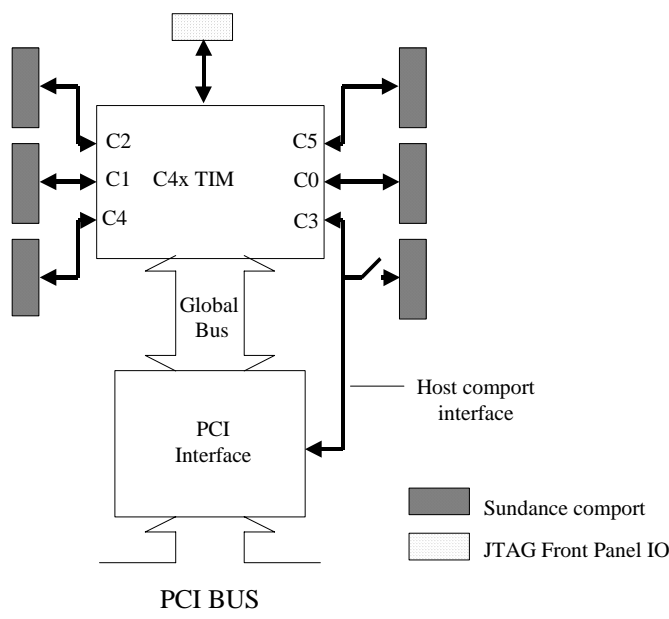 C2
C5
C1
C4x TIM
C0
C4
C3
Global
Bus
Host comport
interface
PCI
Interface
Sundance comport
JTAG Front Panel IO
PCI BUS